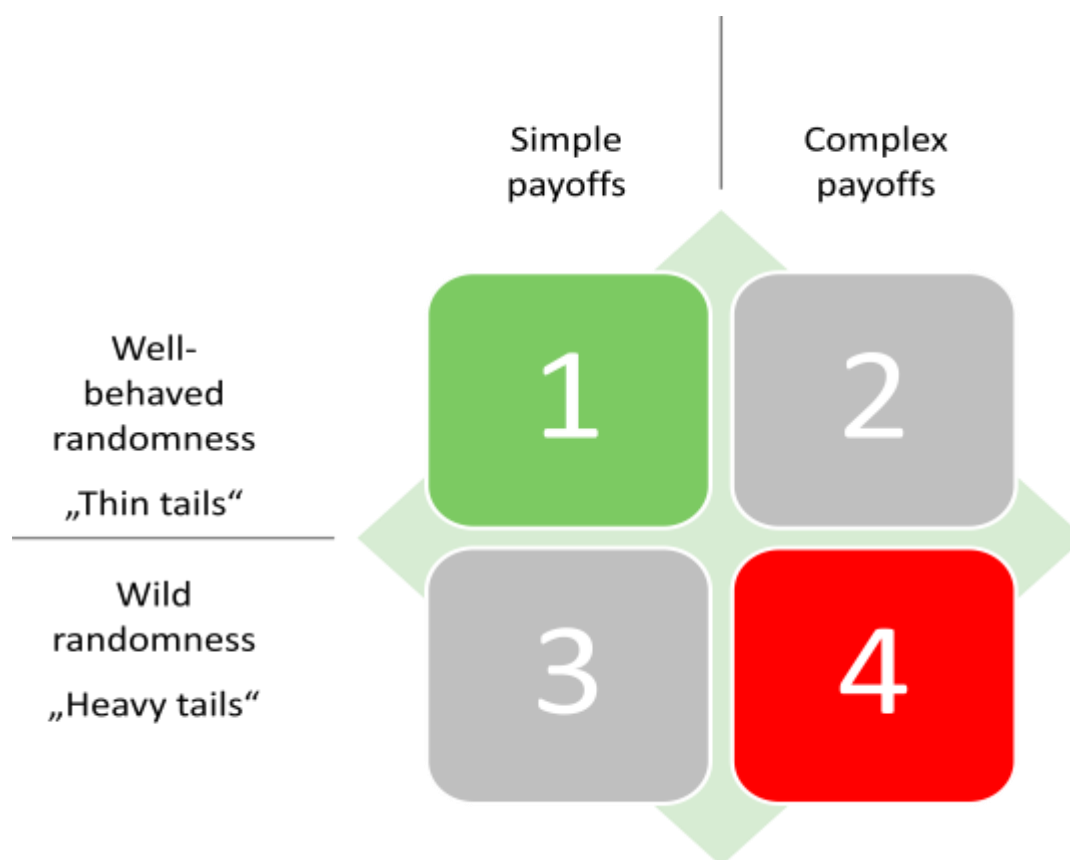 Simple
payoffs
Complex
payoffs
Well-
behaved
randomness
„Thin tails“
1
2
Wild
randomness
„Heavy tails“
3
4